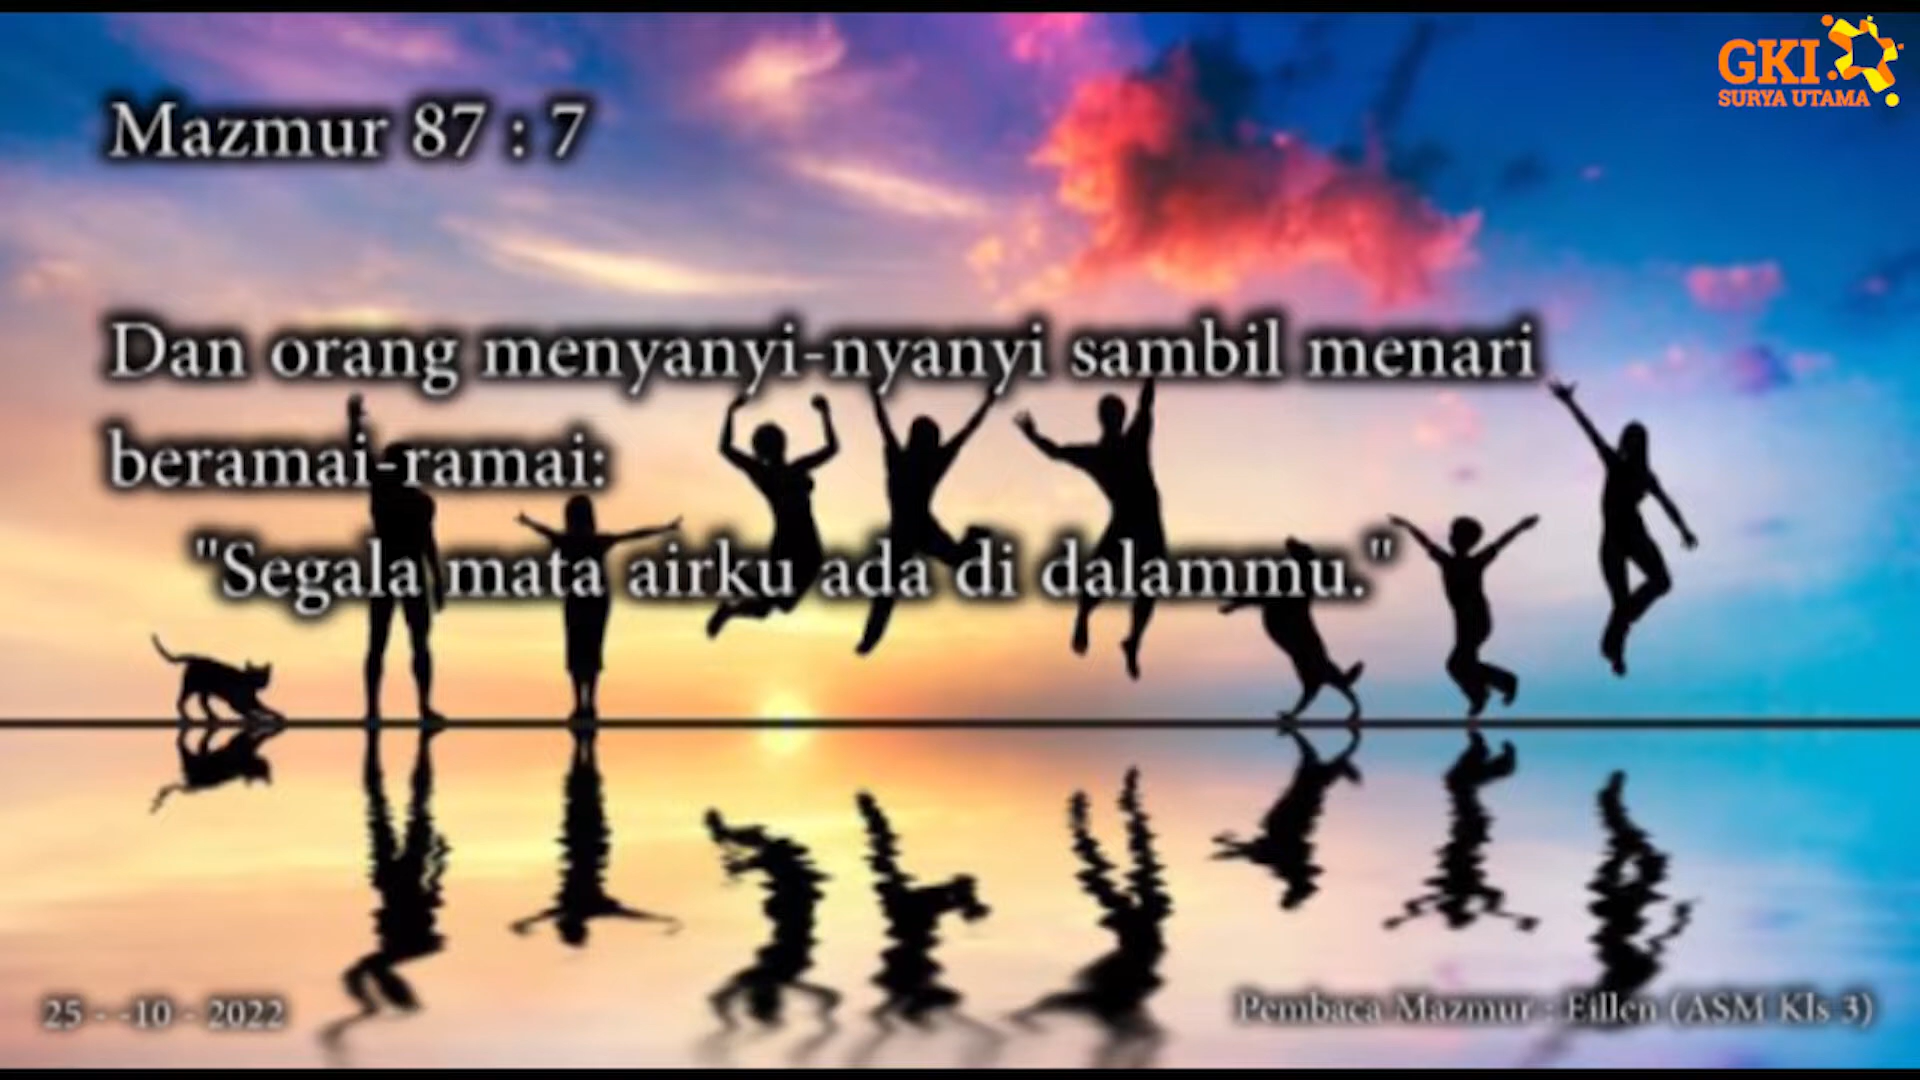 GKI
SURYA UTAMA
Mazmur 87 : 7
Dan orang menyanyi-nyanyi sambil menari
beramai-ramai:
"Segala mata airku ada di dalammu."
25 - -10 - 2022
Pembaca Mazmur : Eillen (ASM Kls 3)